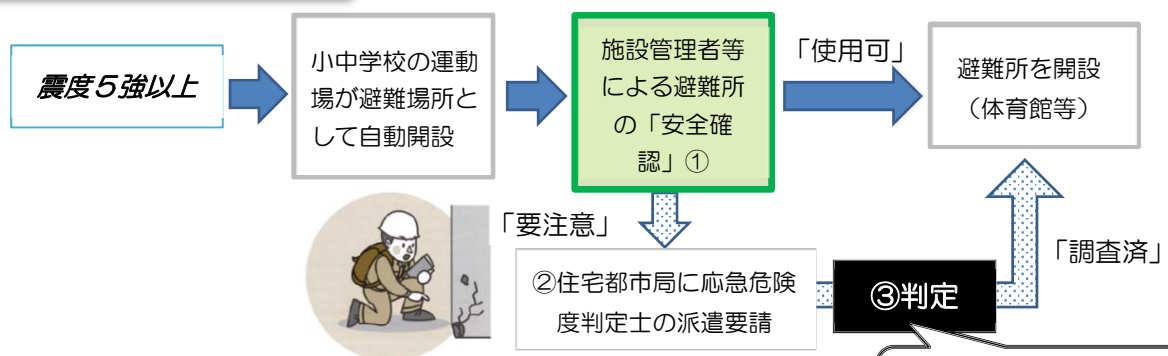 震度５強以上
小中学校の運動
場が避難場所と
して自動開設
施設管理者等
による避難所
の「安全確
認」①
「使用可」
避難所を開設
（体育館等）
「要注意」
②住宅都市局に応急危険
度判定士の派遣要請
③判定
「調査済」